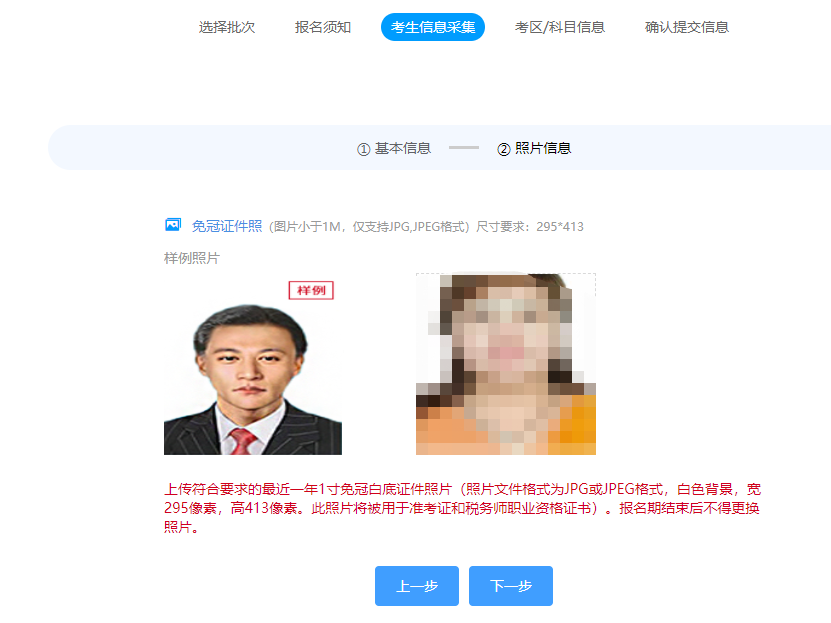 选择批次 报名须知 考生信息采集 考区/科目信息 确认提交信息
① 基本信息 ② 照片信息
免冠证件照（图片小于1M，仅支持JPG,JPEG格式）尺寸要求：295*413
样例照片
样例
上传符合要求的最近一年1寸免冠白底证件照片（照片文件格式为JPG或JPEG格式，白色背景，宽
295像素，高413像素。此照片将被用于准考证和税务师职业资格证书）。报名期结束后不得更换
照片。
上一步 下一步